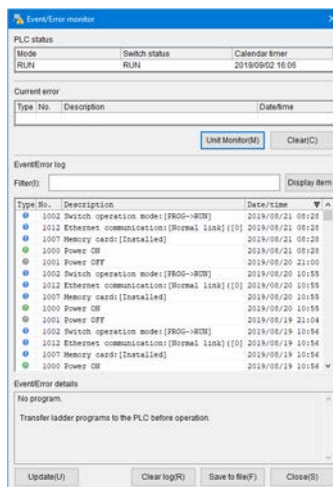 Event/Error monitor
PLC status
Mode Switch status Calendar timer
RUN RUN 2019/09/02 16:06
Current error
Type No. Description Date/time
Unit Monitor(M) Clear(C)
Event/Error log
Filter(I): Display item
Type No. Description Date/time
1002 Switch operation mode:[PROG->RUN] 2019/08/21 08:28
1012 Ethernet communication:[Normal link]([0] 2019/08/21 08:28
1007 Memory card:[Installed] 2019/08/21 08:28
1000 Power ON 2019/08/21 08:28
1001 Power OFF 2019/08/20 21:00
1002 Switch operation mode:[PROG->RUN] 2019/08/20 10:55
1012 Ethernet communication:[Normal link]([0] 2019/08/20 10:55
1007 Memory card:[Installed] 2019/08/20 10:55
1000 Power ON 2019/08/20 10:55
1001 Power OFF 2019/08/19 21:04
1002 Switch operation mode:[PROG->RUN] 2019/08/19 10:56
1012 Ethernet communication:[Normal link]([0] 2019/08/19 10:56
1007 Memory card:[Installed] 2019/08/19 10:56
1000 Power ON 2019/08/19 10:56
Event/Error details
No program.
Transfer ladder programs to the PLC before operation.
Update(U) Clear log(R) Save to file(F) Close(S)